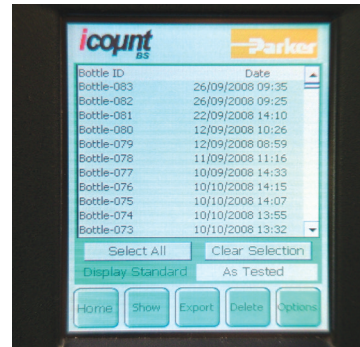 icount
BS
Parker
Bottle ID Date
Bottle-083 26/09/2008 09:35
Bottle-082 26/09/2008 09:25
Bottle-081 22/09/2008 14:10
Bottle-080 12/09/2008 10:26
Bottle-079 12/09/2008 08:59
Bottle-078 11/09/2008 11:16
Bottle-077 10/09/2008 14:33
Bottle-076 10/10/2008 14:15
Bottle-075 10/10/2008 14:07
Bottle-074 10/10/2008 13:55
Bottle-073 10/10/2008 13:32
Select All Clear Selection
Display Standard As Tested
Home Show Export Delete Options